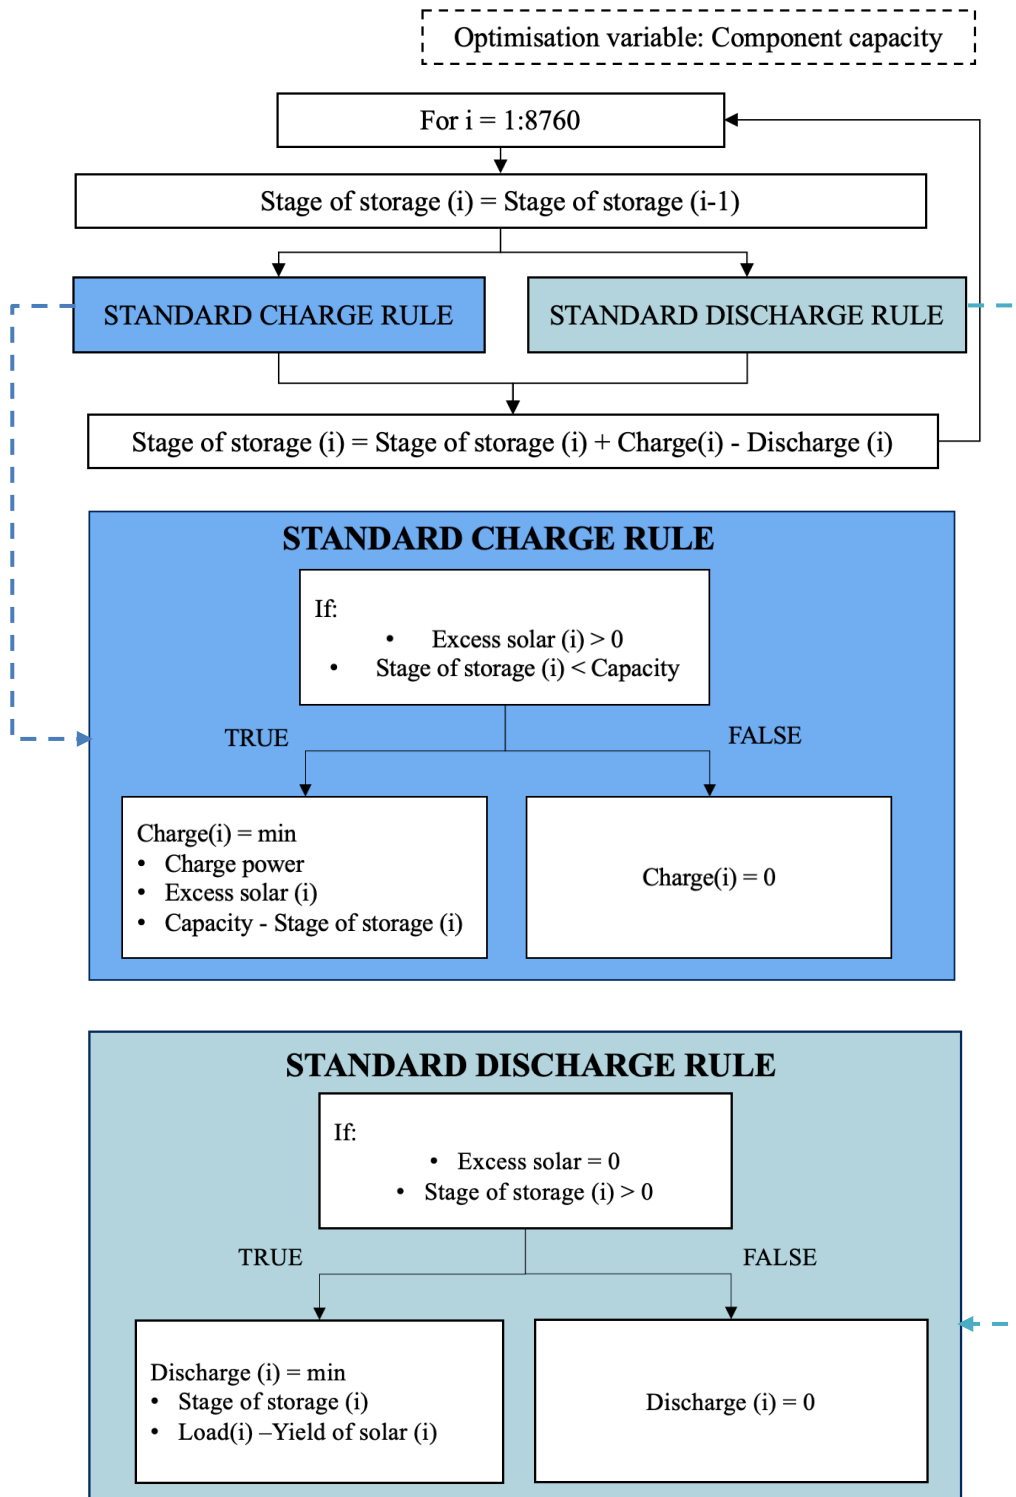 Optimisation variable: Component capacity
For i = 1:8760
Stage of storage (i) = Stage of storage (i-1)
STANDARD CHARGE RULE
STANDARD DISCHARGE RULE
Stage of storage (i) = Stage of storage (i) + Charge(i) - Discharge (i)
STANDARD CHARGE RULE
If:
• Excess solar (i) > 0
• Stage of storage (i) < Capacity
TRUE
FALSE
Charge(i) = min
• Charge power
• Excess solar (i)
• Capacity - Stage of storage (i)
Charge(i) = 0
STANDARD DISCHARGE RULE
If:
• Excess solar = 0
• Stage of storage (i) > 0
TRUE
FALSE
Discharge (i) = min
• Stage of storage (i)
• Load(i) –Yield of solar (i)
Discharge (i) = 0